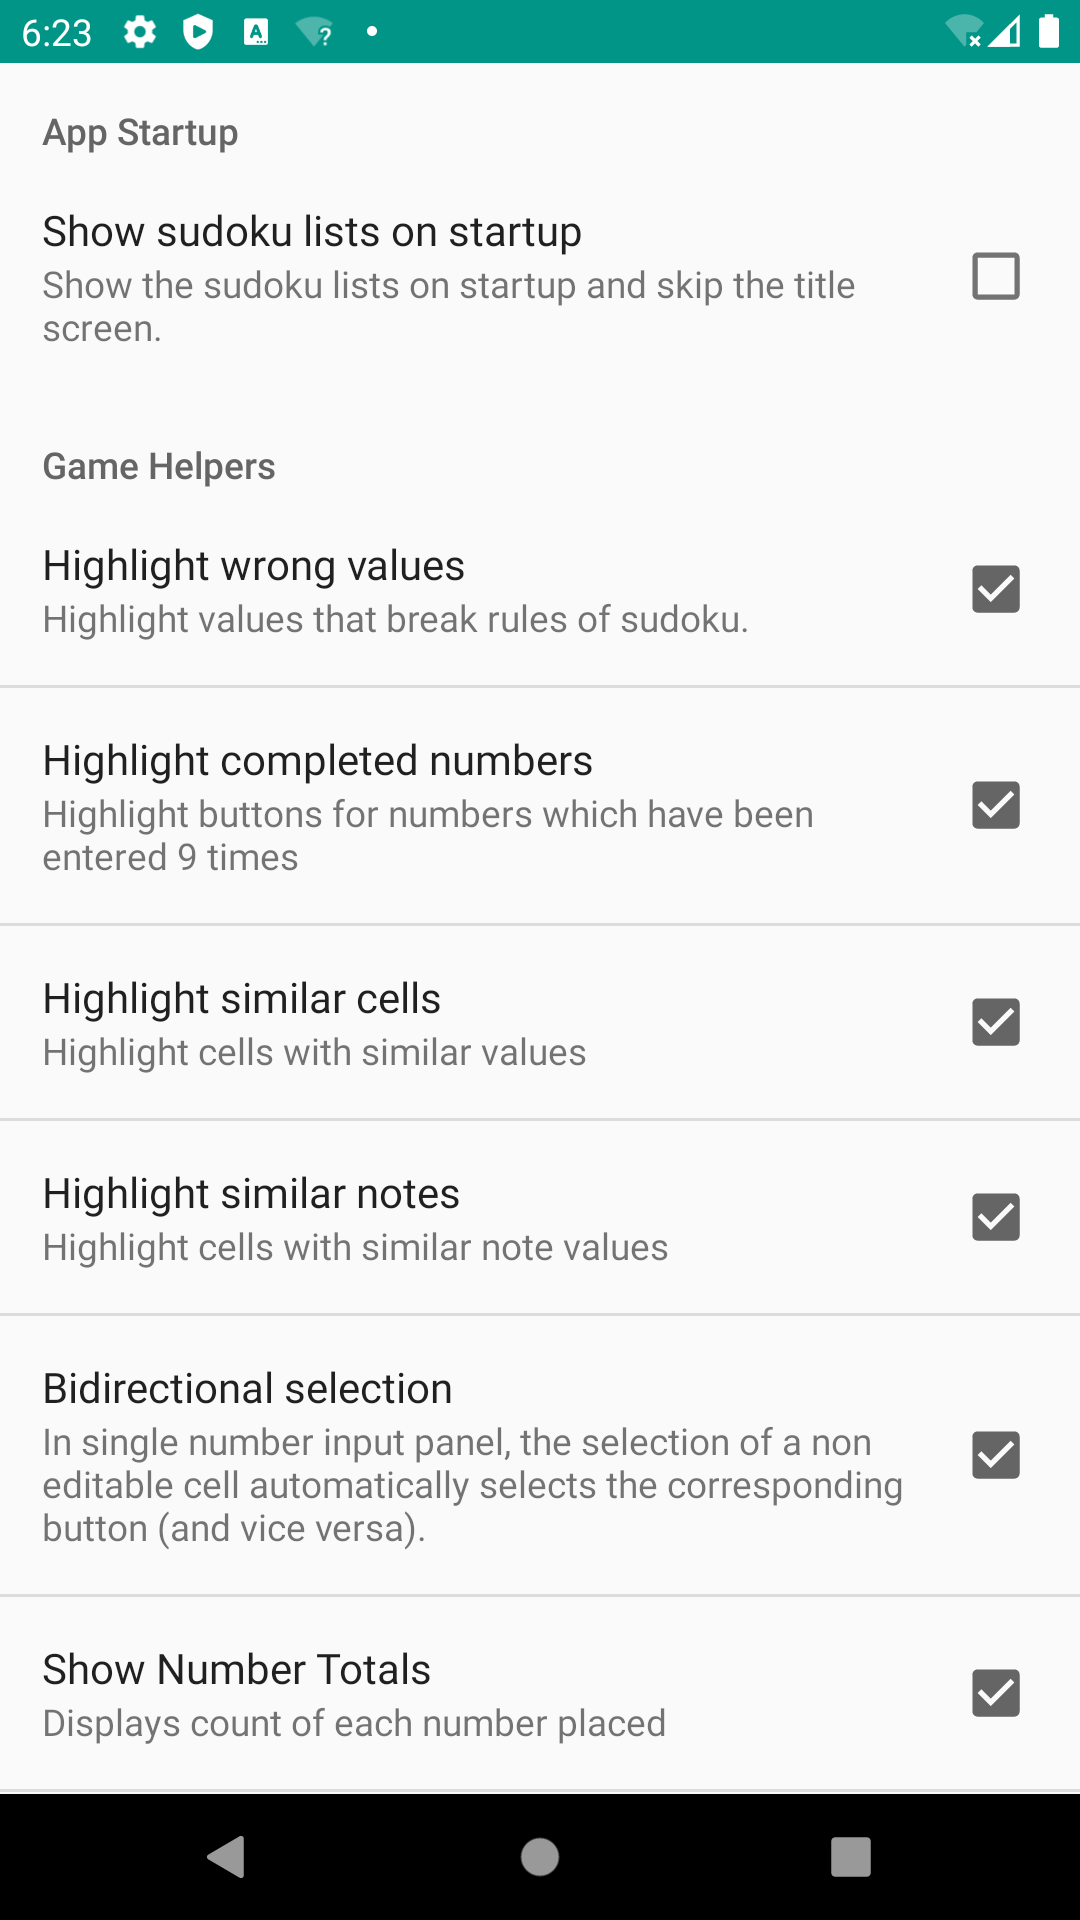 6:23
App Startup
Show sudoku lists on startup
Show the sudoku lists on startup and skip the title
screen.
Game Helpers
Highlight wrong values
Highlight values that break rules of sudoku.
Highlight completed numbers
Highlight buttons for numbers which have been
entered 9 times
Highlight similar cells
Highlight cells with similar values
Highlight similar notes
Highlight cells with similar note values
Bidirectional selection
In single number input panel, the selection of a non
editable cell automatically selects the corresponding
button (and vice versa).
Show Number Totals
Displays count of each number placed